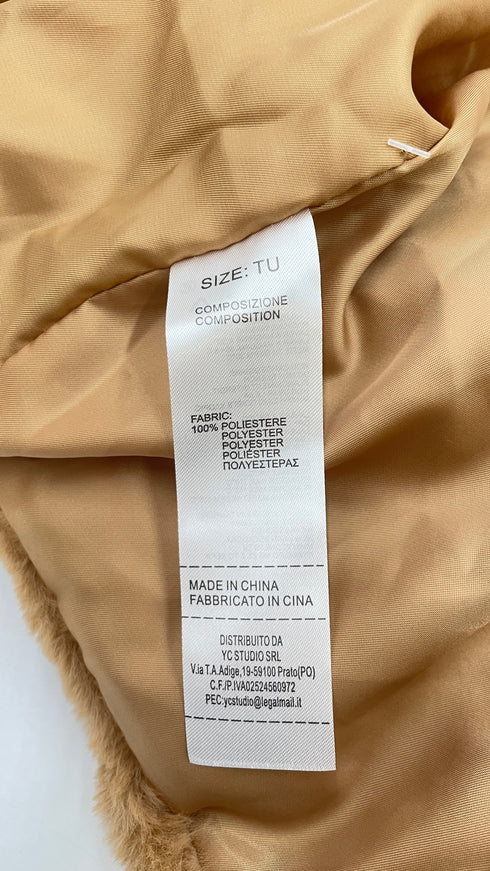 SIZE: TU
COMPOSIZIONE
COMPOSITION
FABRIC:
100% POLIESTERE
POLYESTER
POLYESTER
POLIÉSTER
ΠΟΛΥΕΣΤΕΡΑΣ
MADE IN CHINA
FABBRICATO IN CINA
DISTRIBUITO DA
YC STUDIO SRL
V.ia T.A.Adige,19-59100 Prato(PO)
C.F./P.IVA02524560972
PEC:ycstudio@legalmail.it